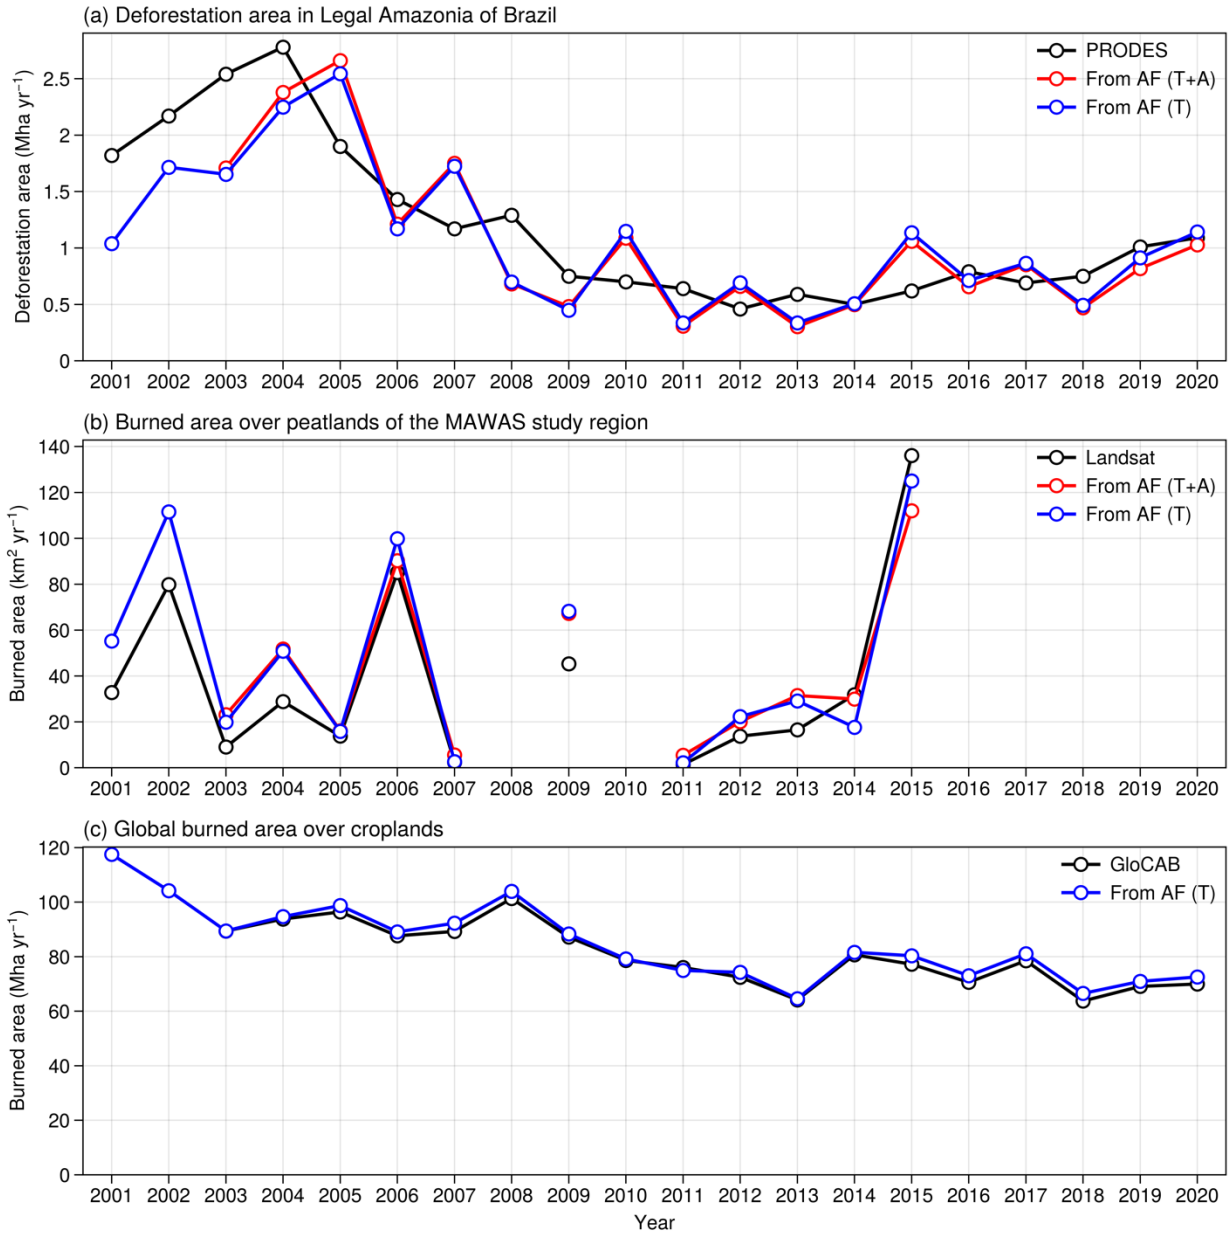 (a) Deforestation area in Legal Amazonia of Brazil
Deforestation area (Mha yr⁻¹)
2.5
2
1.5
1
0.5
0
PRODES
From AF (T+A)
From AF (T)
2001 2002 2003 2004 2005 2006 2007 2008 2009 2010 2011 2012 2013 2014 2015 2016 2017 2018 2019 2020
(b) Burned area over peatlands of the MAWAS study region
Burned area (km² yr⁻¹)
140
120
100
80
60
40
20
0
Landsat
From AF (T+A)
From AF (T)
2001 2002 2003 2004 2005 2006 2007 2008 2009 2010 2011 2012 2013 2014 2015 2016 2017 2018 2019 2020
(c) Global burned area over croplands
Burned area (Mha yr⁻¹)
120
100
80
60
40
20
0
GloCAB
From AF (T)
2001 2002 2003 2004 2005 2006 2007 2008 2009 2010 2011 2012 2013 2014 2015 2016 2017 2018 2019 2020
Year